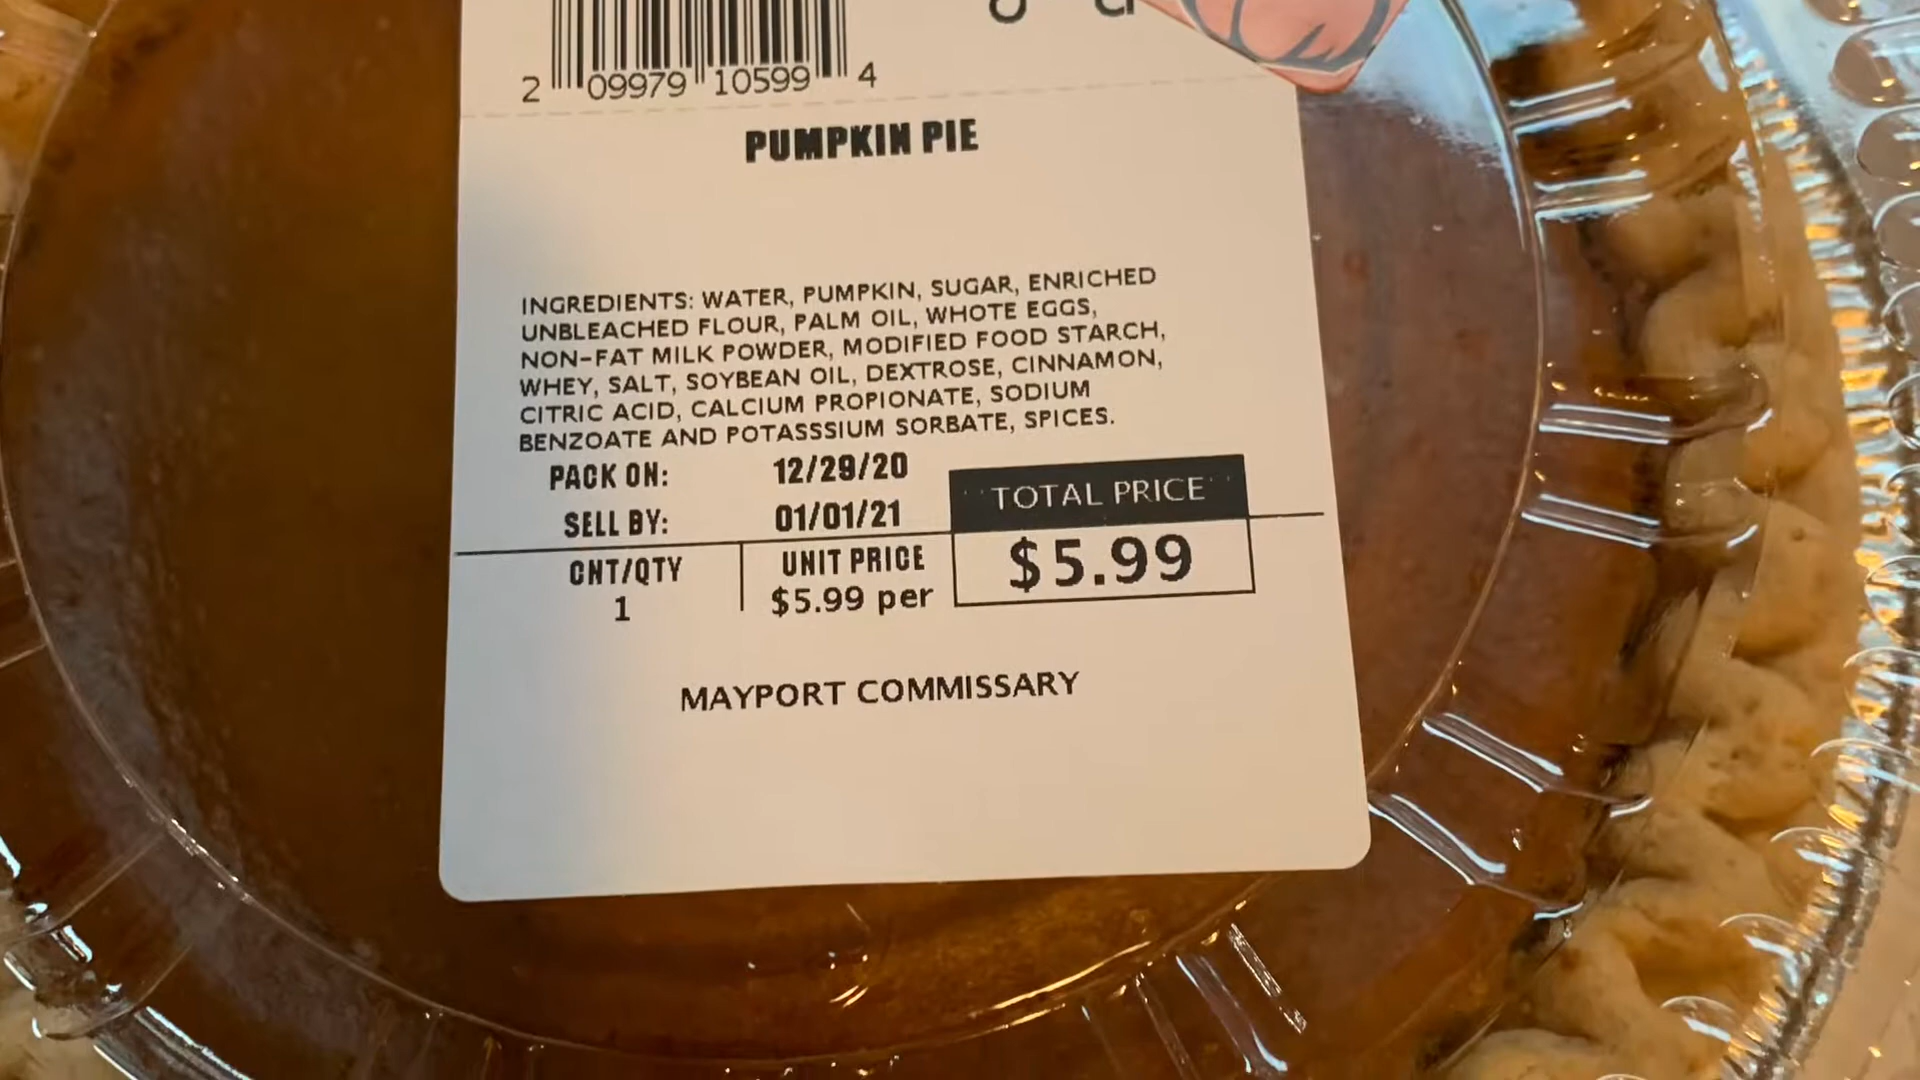 2 09979 10599 4
PUMPKIN PIE
INGREDIENTS: WATER, PUMPKIN, SUGAR, ENRICHED
UNBLEACHED FLOUR, PALM OIL, WHOTE EGGS,
NON-FAT MILK POWDER, MODIFIED FOOD STARCH,
WHEY, SALT, SOYBEAN OIL, DEXTROSE, CINNAMON,
CITRIC ACID, CALCIUM PROPIONATE, SODIUM
BENZOATE AND POTASSSIUM SORBATE, SPICES.
PACK ON: 12/29/20
SELL BY: 01/01/21
TOTAL PRICE
$5.99
CNT/QTY
1
UNIT PRICE
$5.99 per
MAYPORT COMMISSARY